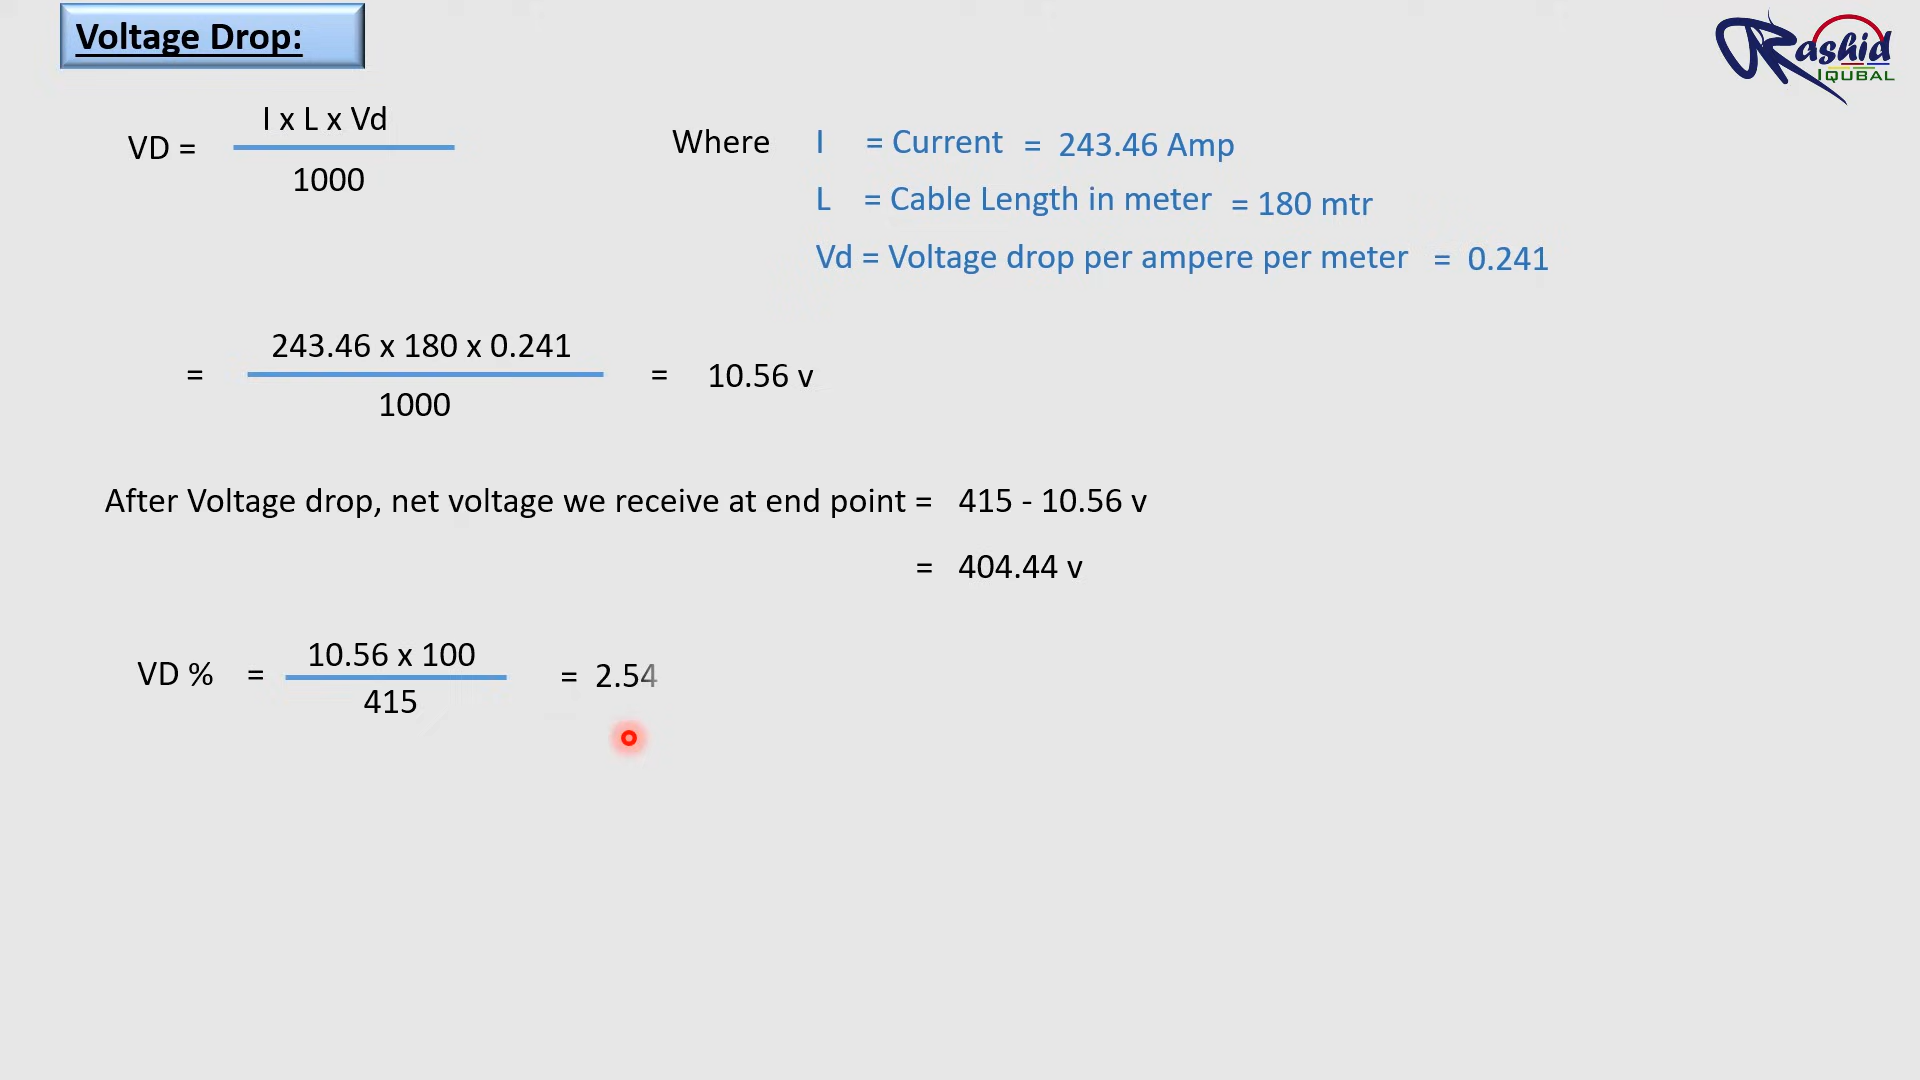 Voltage Drop:
Rashid
IQUBAL
VD = I x L x Vd
1000
Where I = Current = 243.46 Amp
L = Cable Length in meter = 180 mtr
Vd = Voltage drop per ampere per meter = 0.241
= 243.46 x 180 x 0.241 = 10.56 v
1000
After Voltage drop, net voltage we receive at end point = 415 - 10.56 v
= 404.44 v
VD % = 10.56 x 100 = 2.54
415